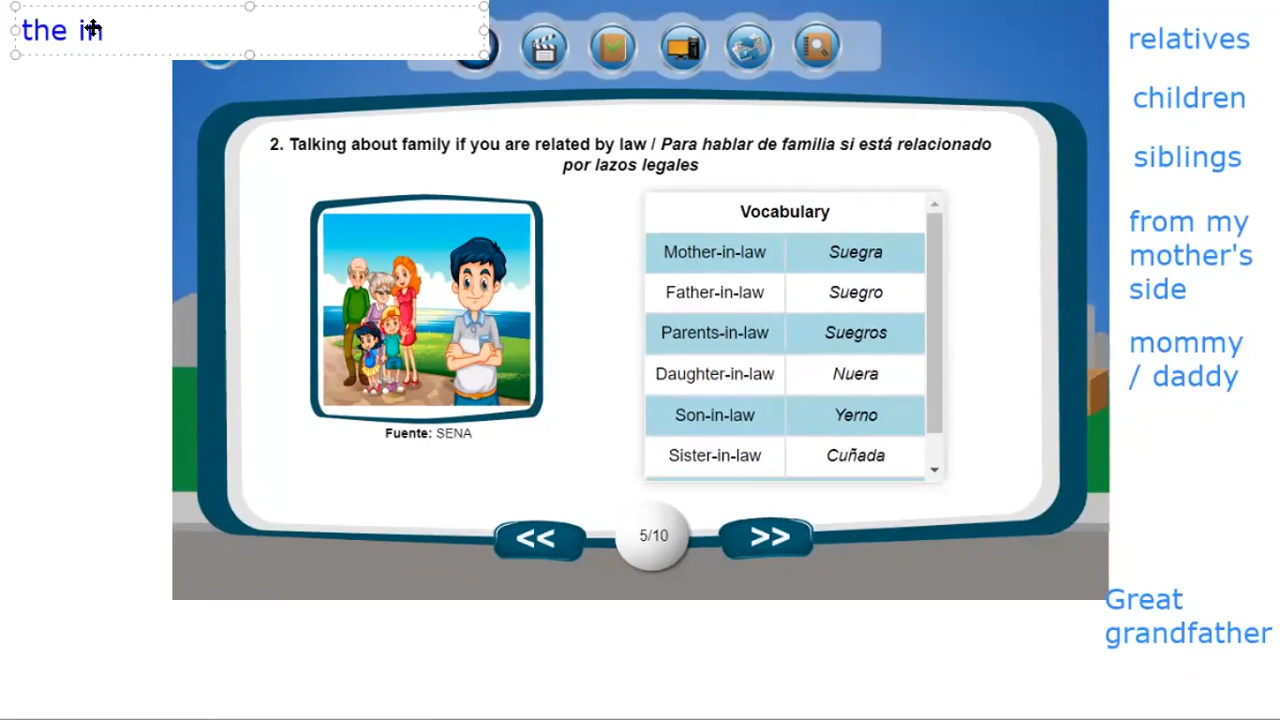 the in
relatives
children
siblings
from my
mother's
side
mommy
/ daddy
2. Talking about family if you are related by law / Para hablar de familia si está relacionado
por lazos legales
Vocabulary
Mother-in-law Suegra
Father-in-law Suegro
Parents-in-law Suegros
Daughter-in-law Nuera
Son-in-law Yerno
Sister-in-law Cuñada
Fuente: SENA
<< 5/10 >>
Great
grandfather